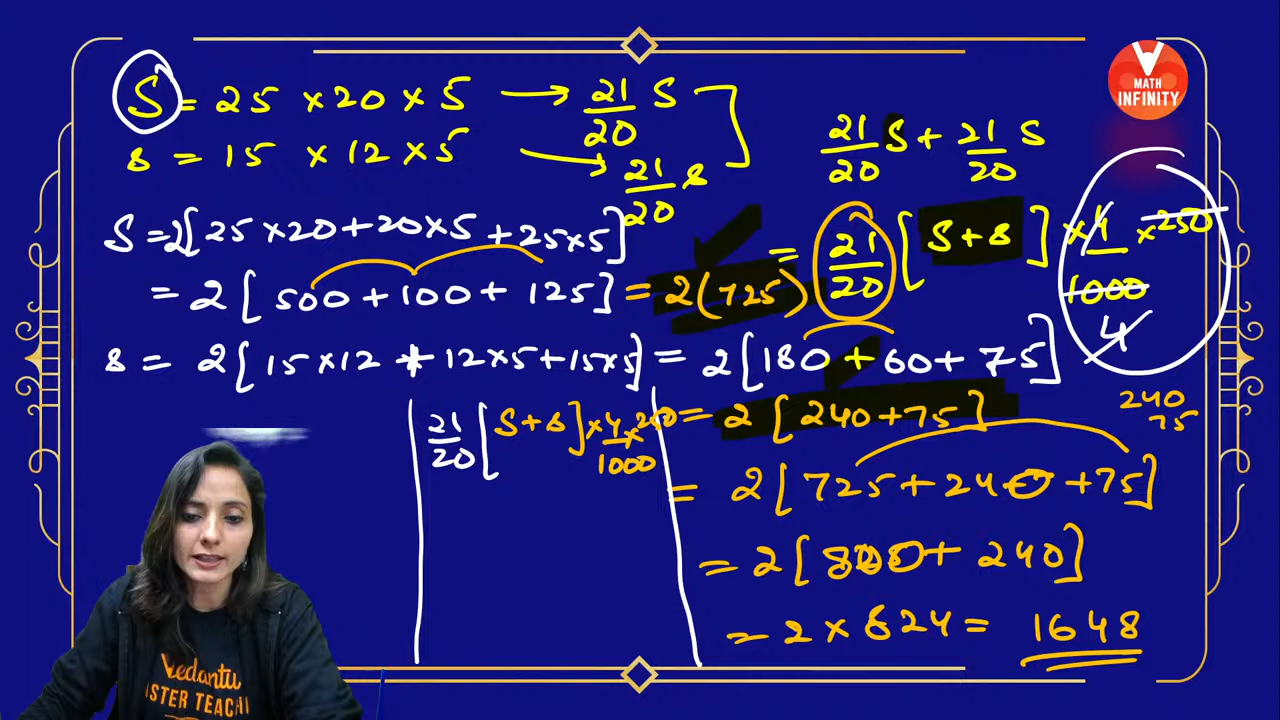 S = 25 × 20 × 5 → 21/20 S
s = 15 × 12 × 5 → 21/20 s
21/20 S + 21/20 S
= 21/20 [S + s] × 4/1000 × 250
4
S = 2[25×20+20×5+25×5]
= 2[500+100+125] = 2(725)
s = 2[15×12+12×5+15×5] = 2[180+60+75]
= 2[240+75]
240
75
= 2[725+240+75]
= 2[800+240]
= 2×824= 1648
21/20 [S+s] × 4/1000 × 250
MATH
INFINITY
Vedantu